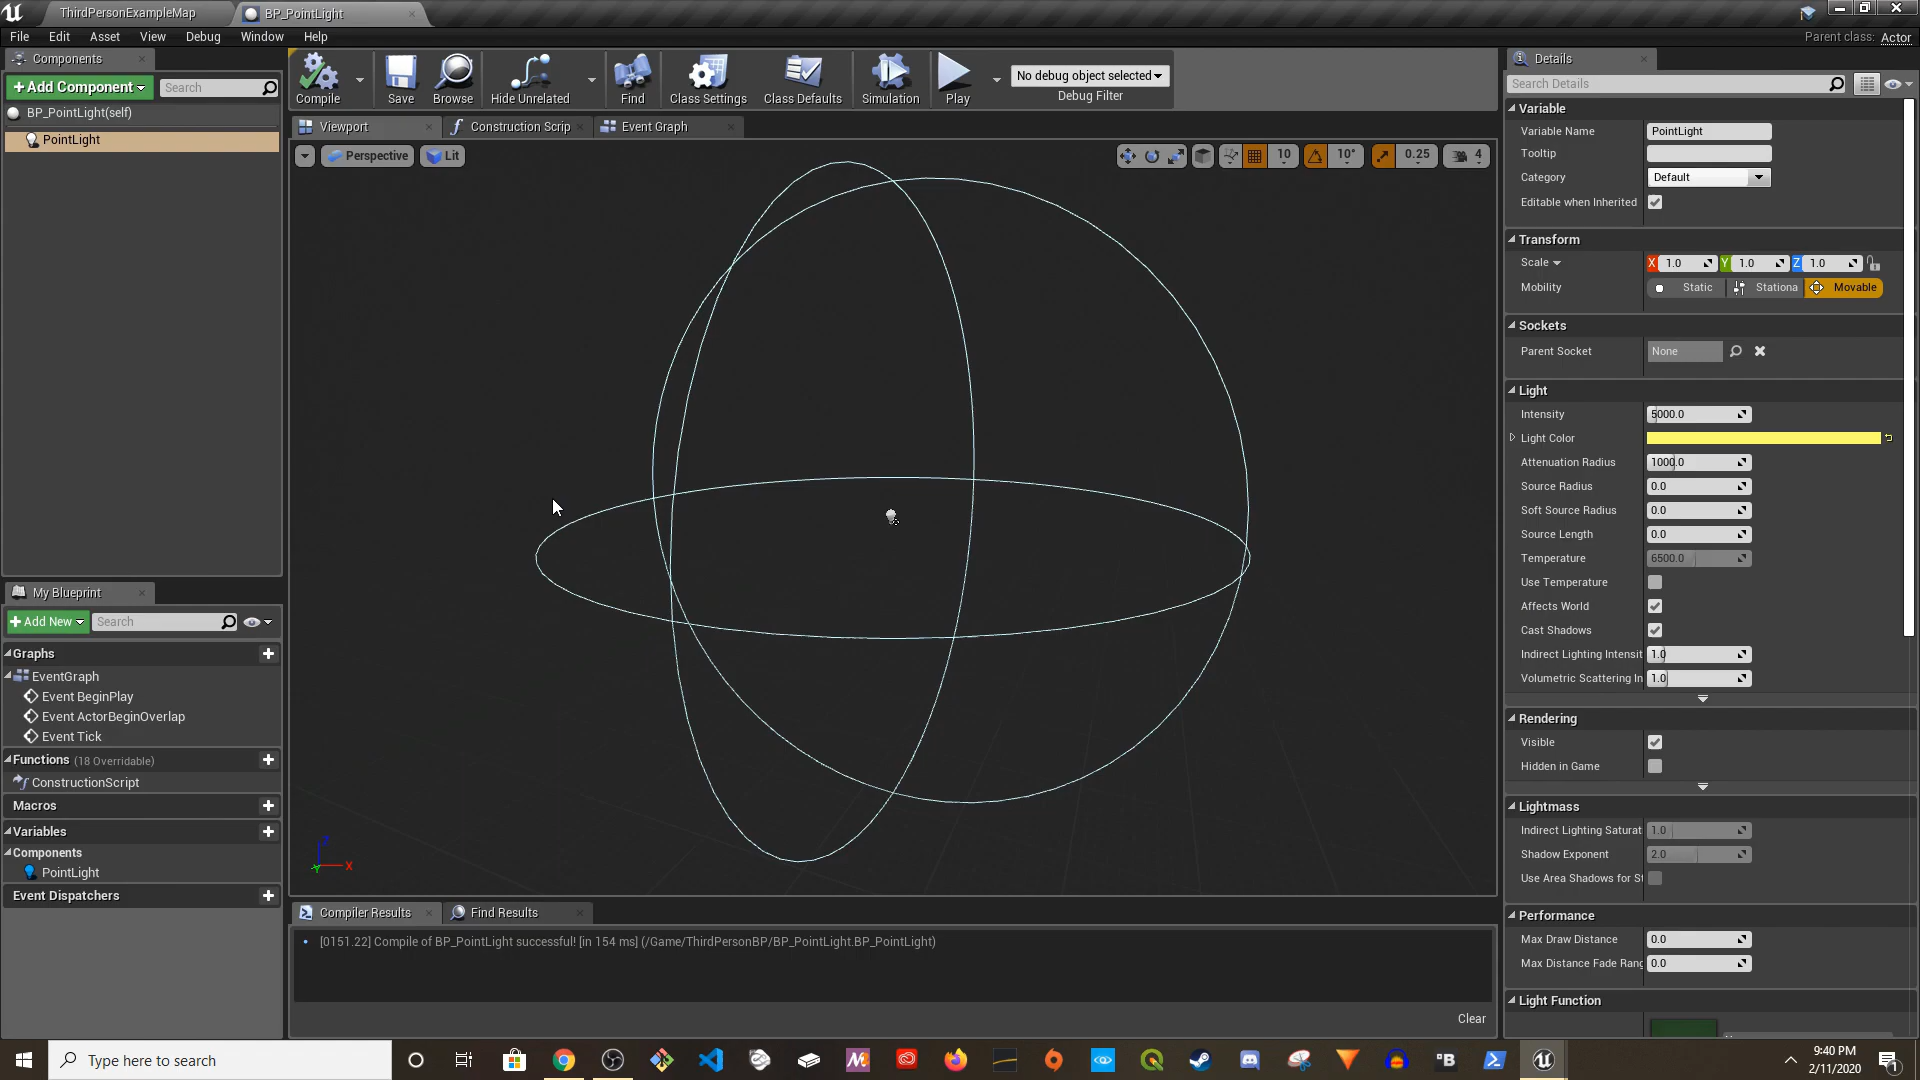 ThirdPersonExampleMap
BP_PointLight
File Edit Asset View Debug Window Help
Parent class: Actor
Components
Add Component
Search
BP_PointLight(self)
PointLight
Compile
Save
Browse
Hide Unrelated
Find
Class Settings
Class Defaults
Simulation
Play
No debug object selected
Debug Filter
Viewport
Construction Scrip
Event Graph
Perspective
Lit
10
10°
0.25
4
X
Details
Search Details
Variable
Variable Name PointLight
Tooltip
Category Default
Editable when Inherited
Transform
Scale X 1.0 Y 1.0 Z 1.0
Mobility Static Stationa Movable
Sockets
Parent Socket None
Light
Intensity 5000.0
Light Color
Attenuation Radius 1000.0
Source Radius 0.0
Soft Source Radius 0.0
Source Length 0.0
Temperature 6500.0
Use Temperature
Affects World
Cast Shadows
Indirect Lighting Intensit 1.0
Volumetric Scattering In 1.0
Rendering
Visible
Hidden in Game
Lightmass
Indirect Lighting Saturat 1.0
Shadow Exponent 2.0
Use Area Shadows for St
Performance
Max Draw Distance 0.0
Max Distance Fade Rang 0.0
Light Function
My Blueprint
Add New
Search
Graphs
EventGraph
Event BeginPlay
Event ActorBeginOverlap
Event Tick
Functions (18 Overridable)
ConstructionScript
Macros
Variables
Components
PointLight
Event Dispatchers
Compiler Results
Find Results
[0151.22] Compile of BP_PointLight successful! [in 154 ms] (/Game/ThirdPersonBP/BP_PointLight.BP_PointLight)
Clear
Type here to search
9:40 PM
2/11/2020
1